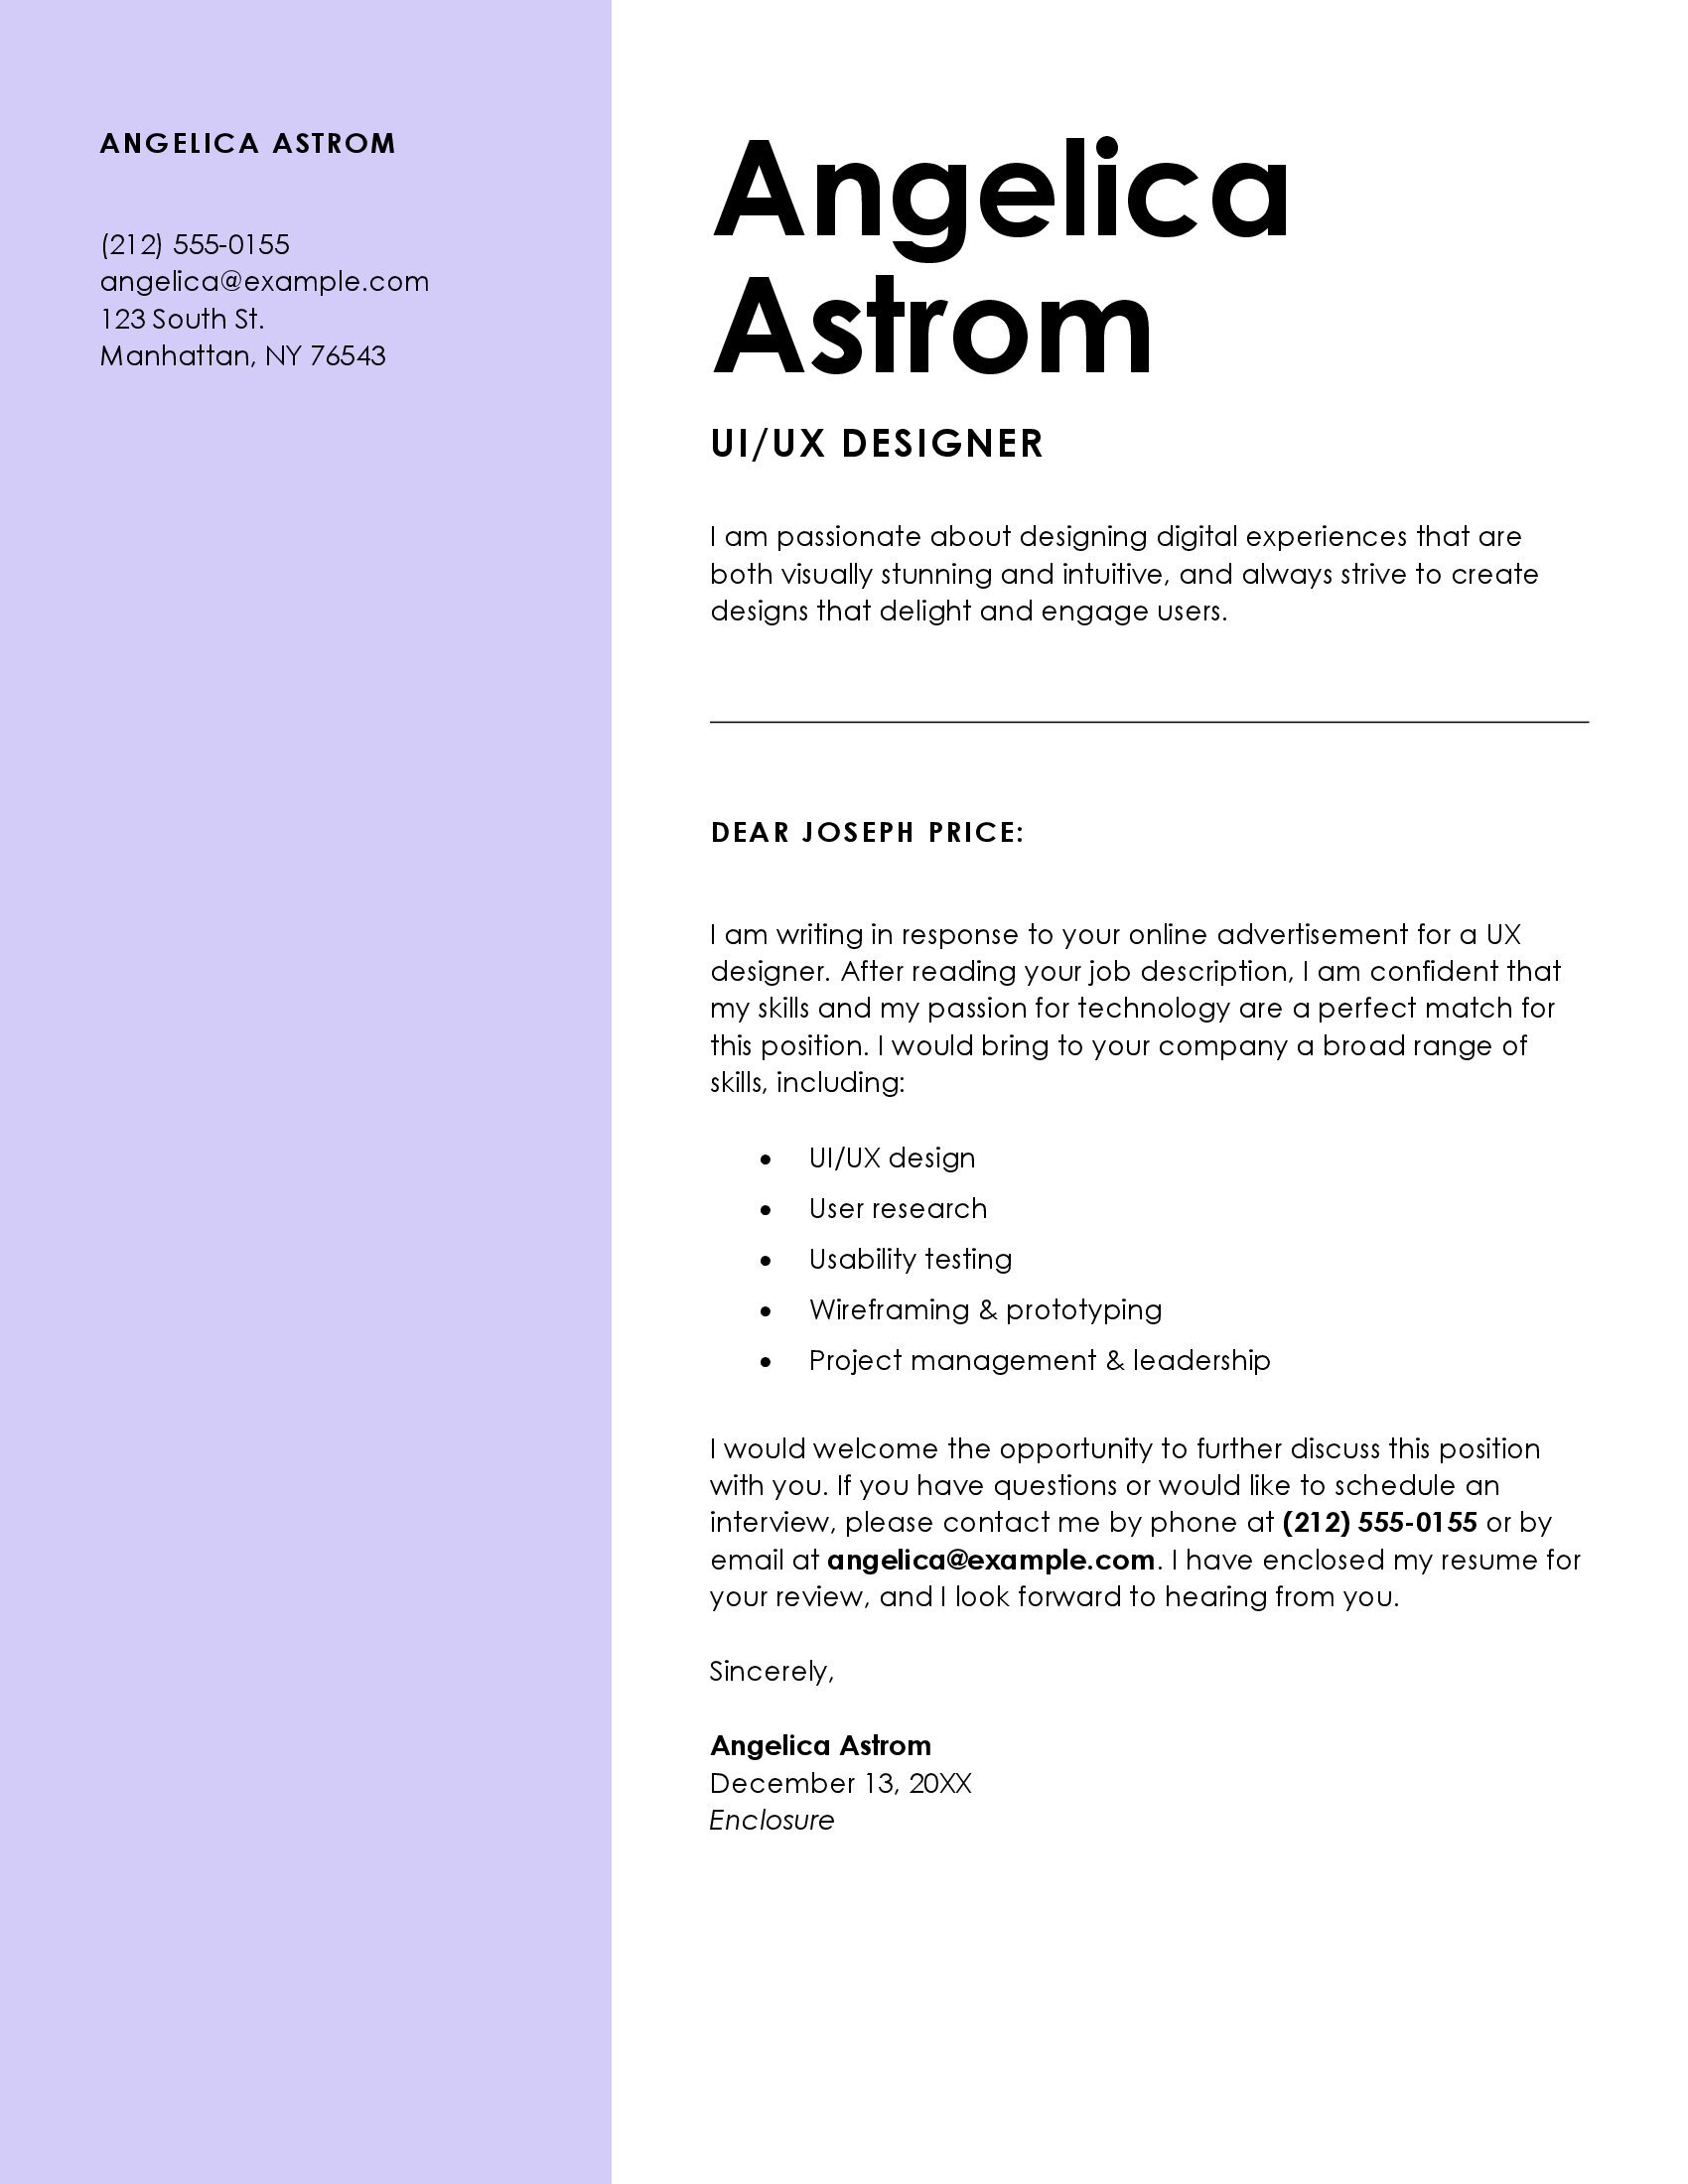 ANGELICA ASTROM
(212) 555-0155
angelica@example.com
123 South St.
Manhattan, NY 76543
Angelica
Astrom
UI/UX DESIGNER
I am passionate about designing digital experiences that are
both visually stunning and intuitive, and always strive to create
designs that delight and engage users.
DEAR JOSEPH PRICE:
I am writing in response to your online advertisement for a UX
designer. After reading your job description, I am confident that
my skills and my passion for technology are a perfect match for
this position. I would bring to your company a broad range of
skills, including:
• UI/UX design
• User research
• Usability testing
• Wireframing & prototyping
• Project management & leadership
I would welcome the opportunity to further discuss this position
with you. If you have questions or would like to schedule an
interview, please contact me by phone at (212) 555-0155 or by
email at angelica@example.com. I have enclosed my resume for
your review, and I look forward to hearing from you.
Sincerely,
Angelica Astrom
December 13, 20XX
Enclosure